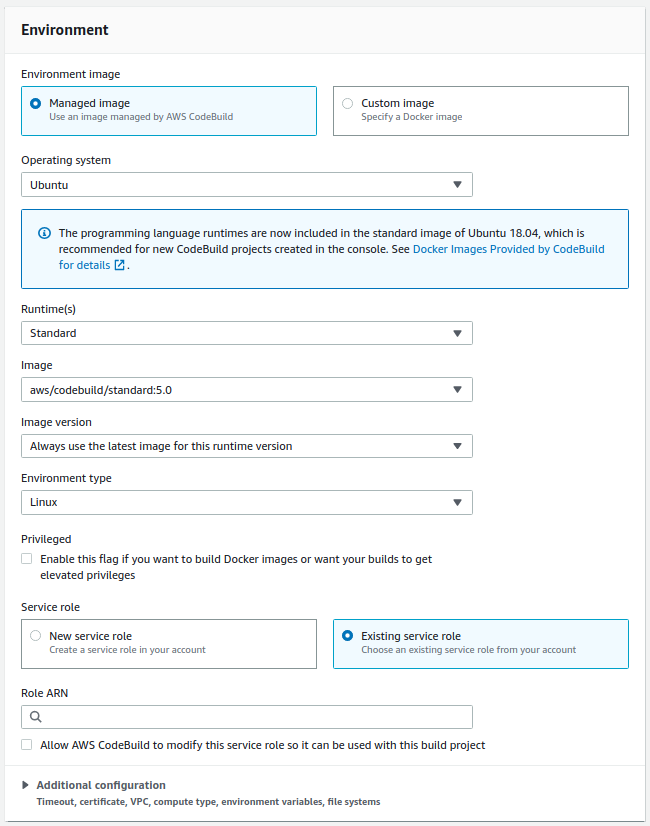 Environment
Environment image
Managed image
Use an image managed by AWS CodeBuild
Custom image
Specify a Docker image
Operating system
Ubuntu
The programming language runtimes are now included in the standard image of Ubuntu 18.04, which is
recommended for new CodeBuild projects created in the console. See Docker Images Provided by CodeBuild
for details .
Runtime(s)
Standard
Image
aws/codebuild/standard:5.0
Image version
Always use the latest image for this runtime version
Environment type
Linux
Privileged
Enable this flag if you want to build Docker images or want your builds to get
elevated privileges
Service role
New service role
Create a service role in your account
Existing service role
Choose an existing service role from your account
Role ARN
Allow AWS CodeBuild to modify this service role so it can be used with this build project
Additional configuration
Timeout, certificate, VPC, compute type, environment variables, file systems